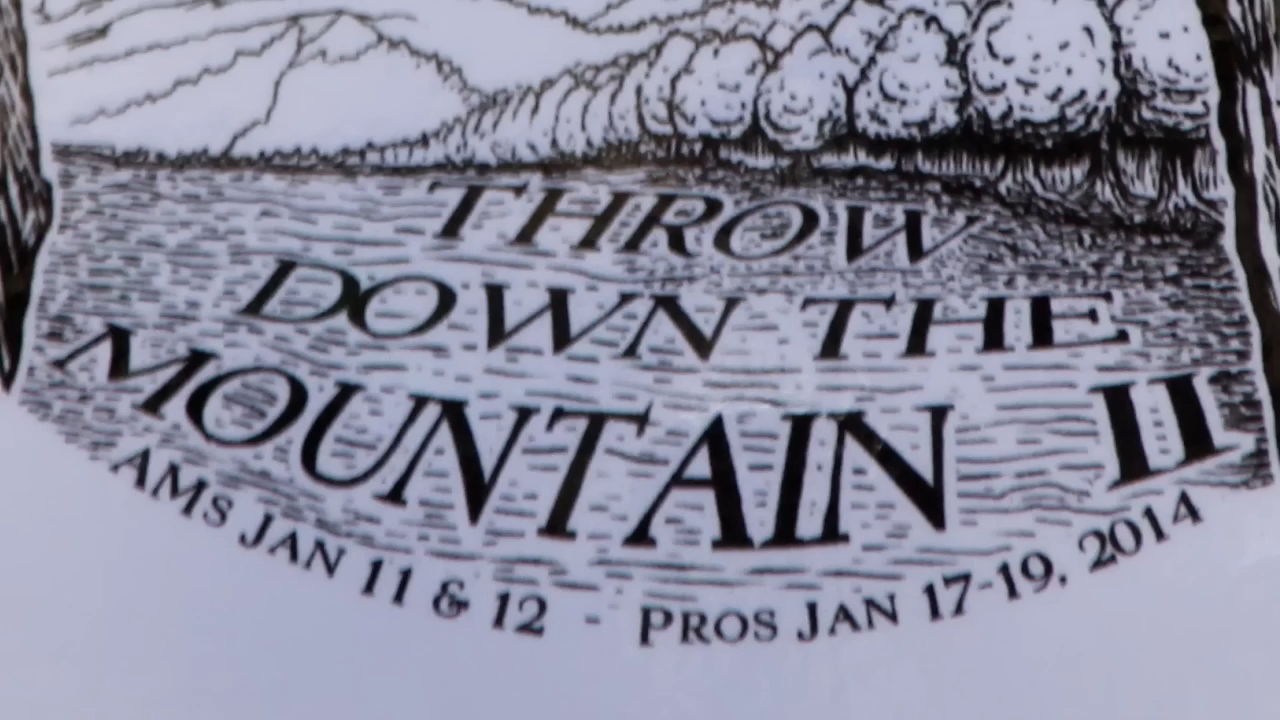 THROW
DOWN THE
MOUNTAIN II
AMS JAN 11 & 12 - PROS JAN 17-19, 2014